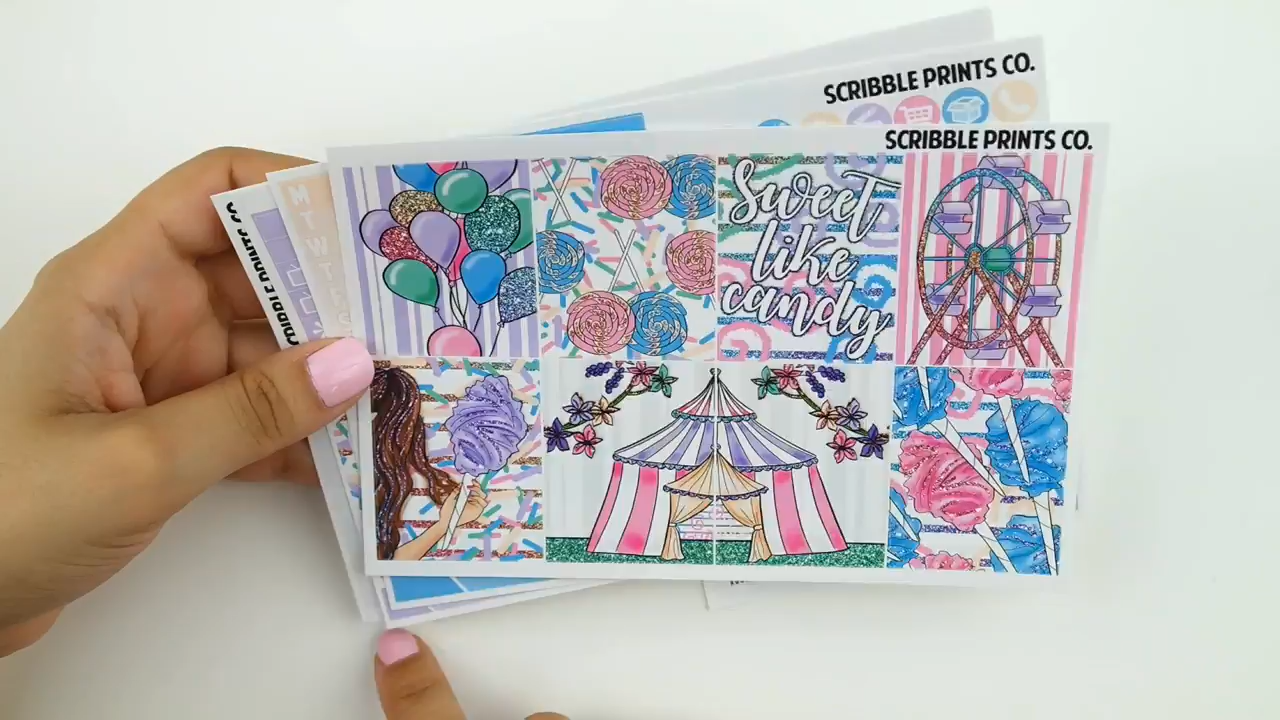 SCRIBBLE PRINTS CO.
SCRIBBLE PRINTS CO.
Sweet
like
candy
M T W T F S